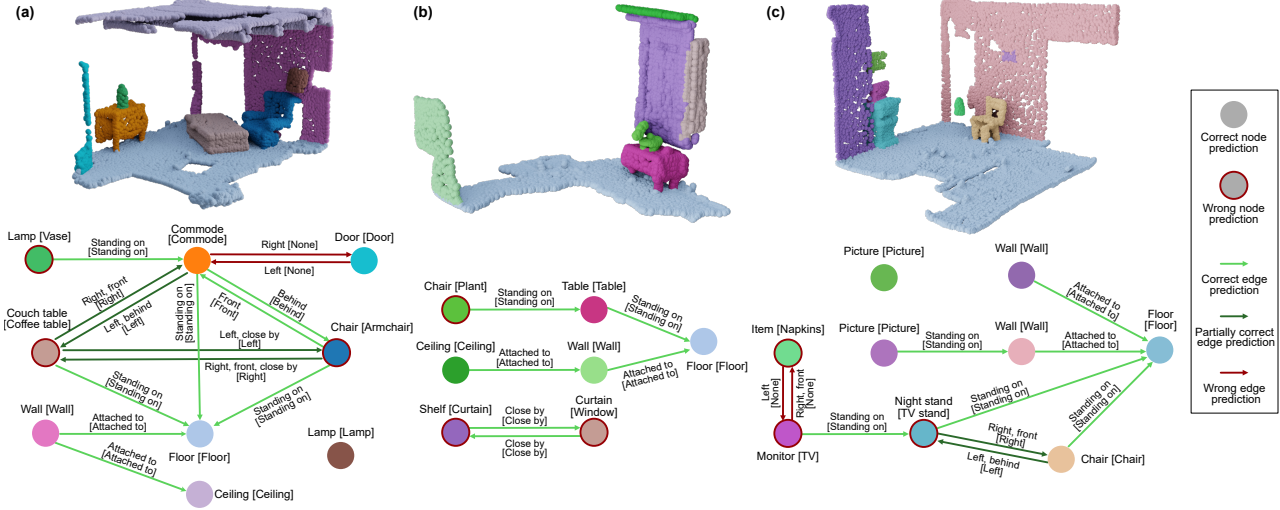 (a)
(b)
(c)
Lamp [Vase]
Standing on
[Standing on]
Commode
[Commode]
Right [None]
Left [None]
Door [Door]
Right, front
[Right]
Left, behind
[Left]
Standing on
[Standing on]
Front
[Front]
Behind
[Behind]
Couch table
[Coffee table]
Left, close by
[Left]
Right, front, close by
[Right]
Chair [Armchair]
Standing on
[Standing on]
Standing on
[Standing on]
Wall [Wall]
Attached to
[Attached to]
Floor [Floor]
Lamp [Lamp]
Attached to
[Attached to]
Ceiling [Ceiling]
Chair [Plant]
Standing on
[Standing on]
Table [Table]
Standing on
[Standing on]
Ceiling [Ceiling]
Attached to
[Attached to]
Wall [Wall]
Attached to
[Attached to]
Floor [Floor]
Shelf [Curtain]
Close by
[Close by]
Close by
[Close by]
Curtain
[Window]
Picture [Picture]
Wall [Wall]
Attached to
[Attached to]
Floor
[Floor]
Item [Napkins]
Picture [Picture]
Standing on
[Standing on]
Wall [Wall]
Attached to
[Attached to]
Left
[None]
Right, front
[None]
Monitor [TV]
Standing on
[Standing on]
Night stand
[TV stand]
Standing on
[Standing on]
Standing on
[Standing on]
Right, front
[Right]
Left, behind
[Left]
Chair [Chair]
Correct node
prediction
Wrong node
prediction
Correct edge
prediction
Partially correct
edge prediction
Wrong edge
prediction